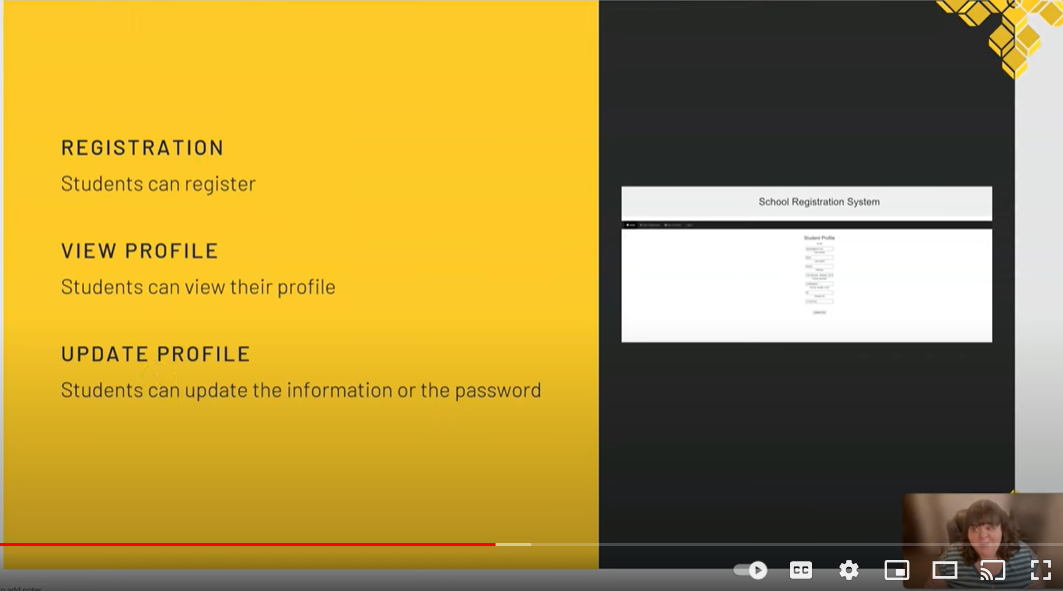 REGISTRATION
Students can register
VIEW PROFILE
Students can view their profile
UPDATE PROFILE
Students can update the information or the password
School Registration System
Student Profile
CC